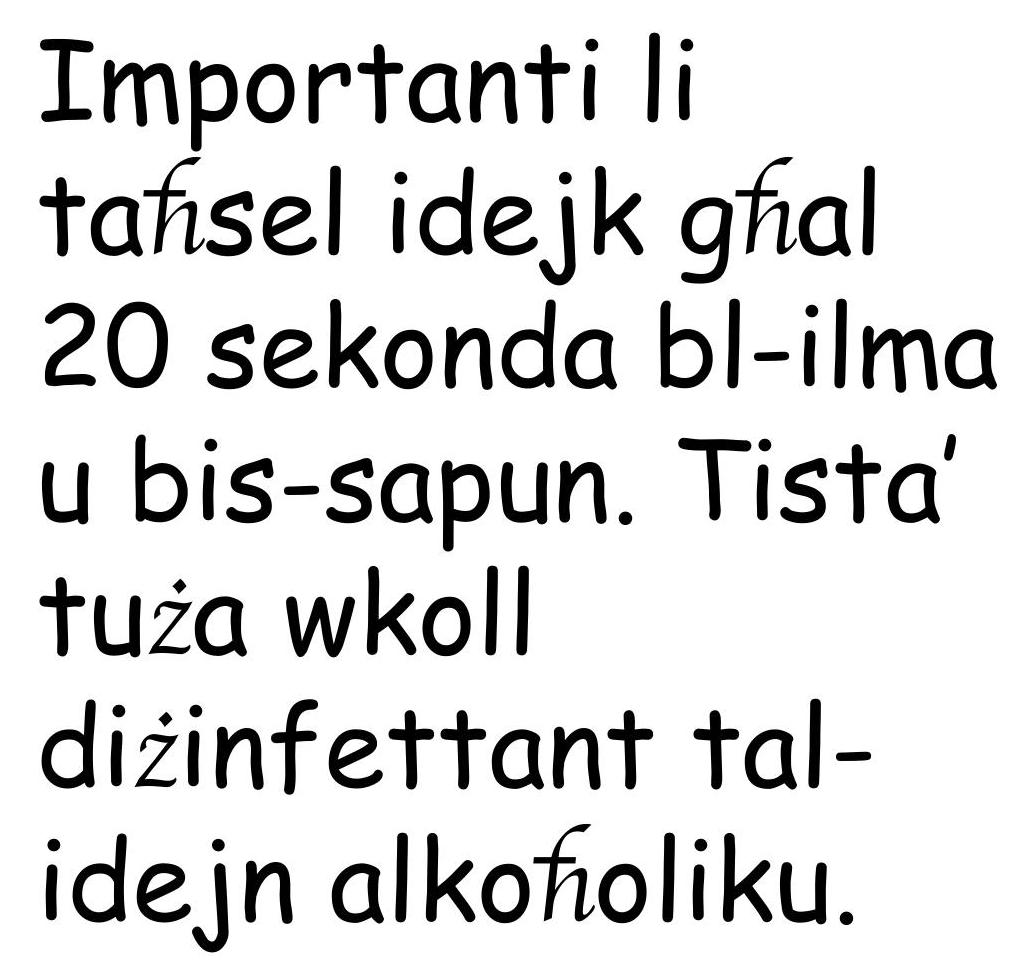 Importanti li
taħsel idejk għal
20 sekonda bl-ilma
u bis-sapun. Tista’
tuża wkoll
diżinfettant tal-
idejn alkoħoliku.